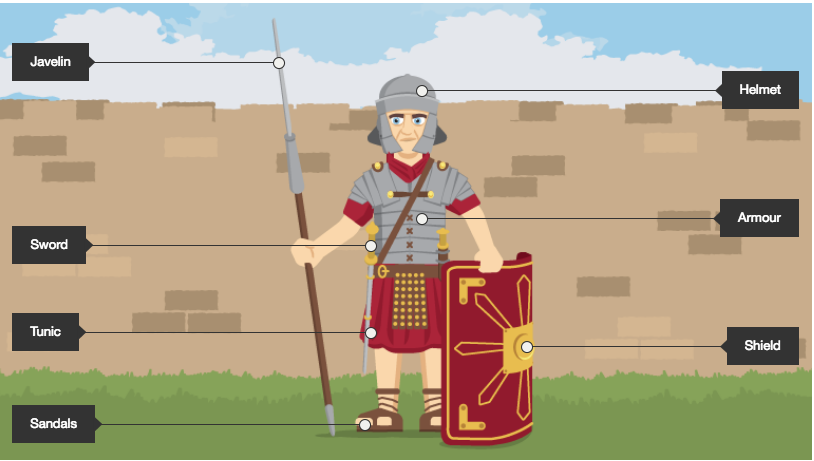 Javelin
Helmet
Armour
Sword
Tunic
Shield
Sandals